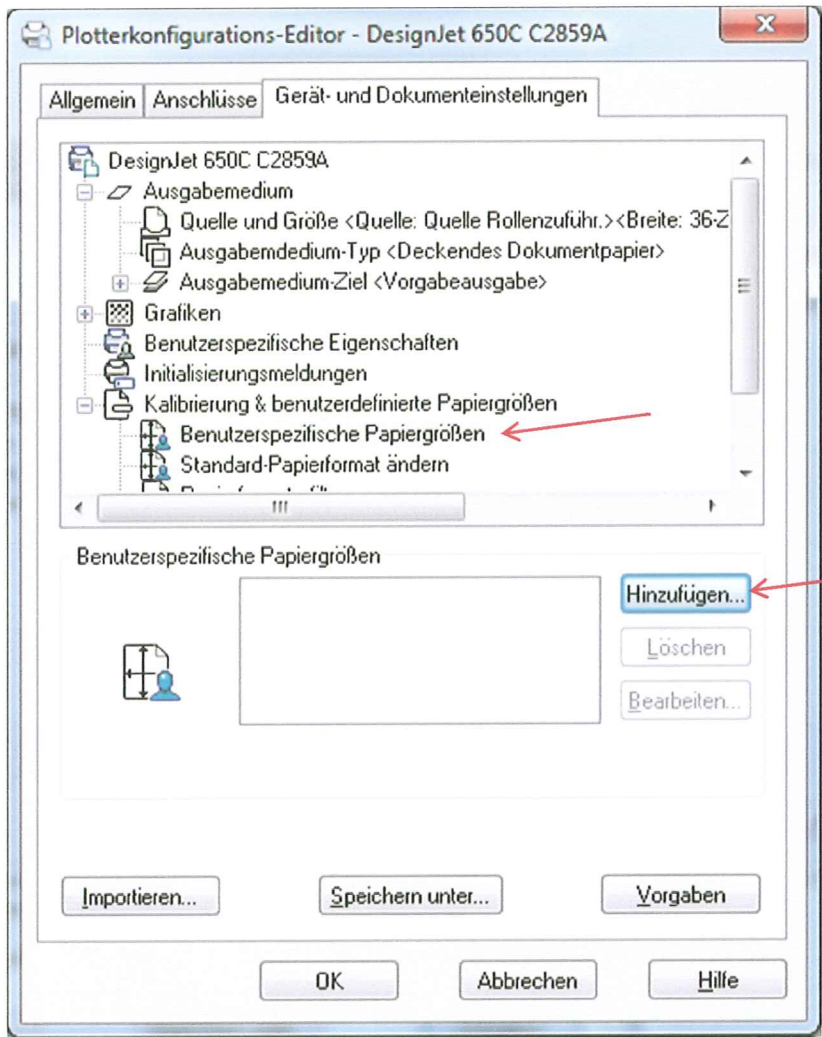 Plotterkonfigurations-Editor - DesignJet 650C C2859A
Allgemein Anschlüsse Gerät- und Dokumenteinstellungen
DesignJet 650C C2859A
Ausgabemedium
Quelle und Größe <Quelle: Quelle Rollenzuführ.><Breite: 36-Z
Ausgabemdedium-Typ <Deckendes Dokumentpapier>
Ausgabemedium-Ziel <Vorgabeausgabe>
Grafiken
Benutzerspezifische Eigenschaften
Initialisierungsmeldungen
Kalibrierung & benutzerdefinierte Papiergrößen
Benutzerspezifische Papiergrößen
Standard-Papierformat ändern
Benutzerspezifische Papiergrößen
Hinzufügen...
Löschen
Bearbeiten...
Importieren... Speichern unter... Vorgaben
OK Abbrechen Hilfe